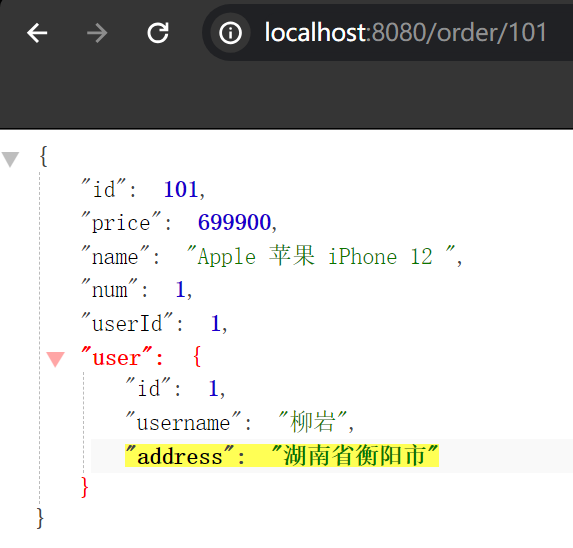 localhost:8080/order/101
{
"id": 101,
"price": 699900,
"name": "Apple 苹果 iPhone 12 ",
"num": 1,
"userId": 1,
"user": {
"id": 1,
"username": "柳岩",
"address": "湖南省衡阳市"
}
}